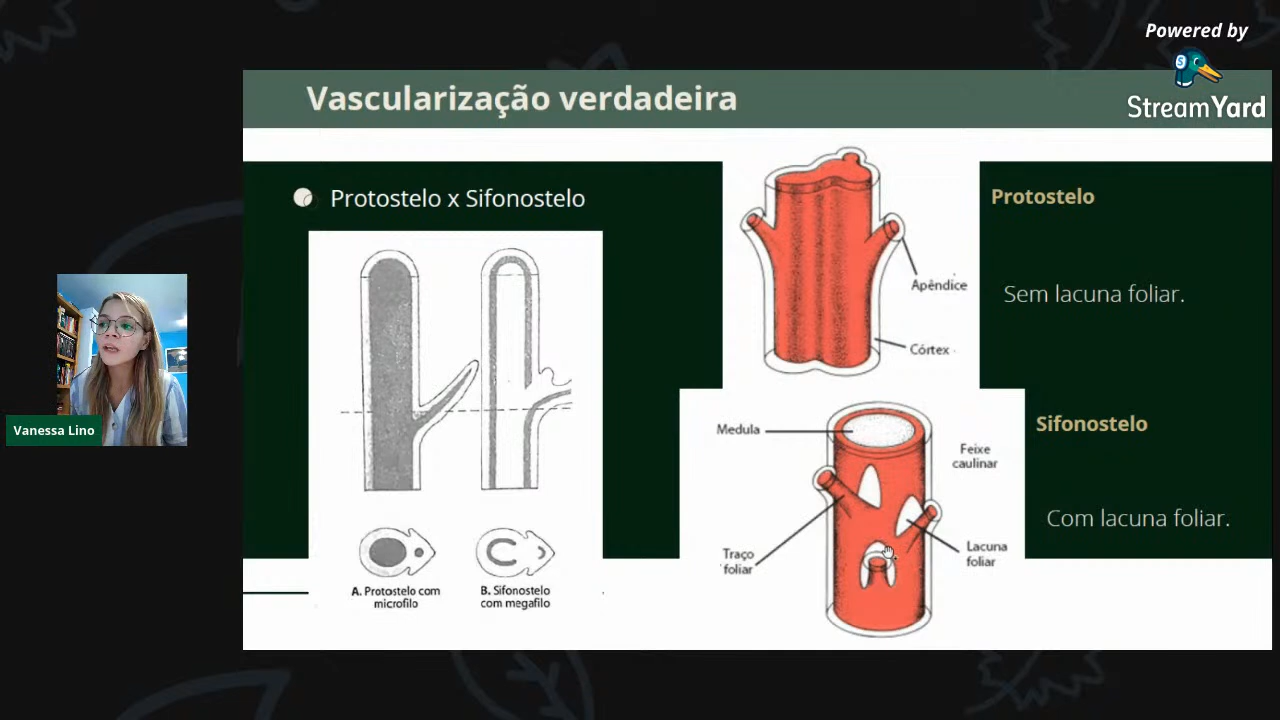 Powered by
StreamYard
Vascularização verdadeira
Protostelo x Sifonostelo
A. Protostelo com
microfilo
B. Sifonostelo
com megafilo
Apêndice
Córtex
Protostelo
Sem lacuna foliar.
Medula
Feixe
caulinar
Traço
foliar
Lacuna
foliar
Sifonostelo
Com lacuna foliar.
Vanessa Lino